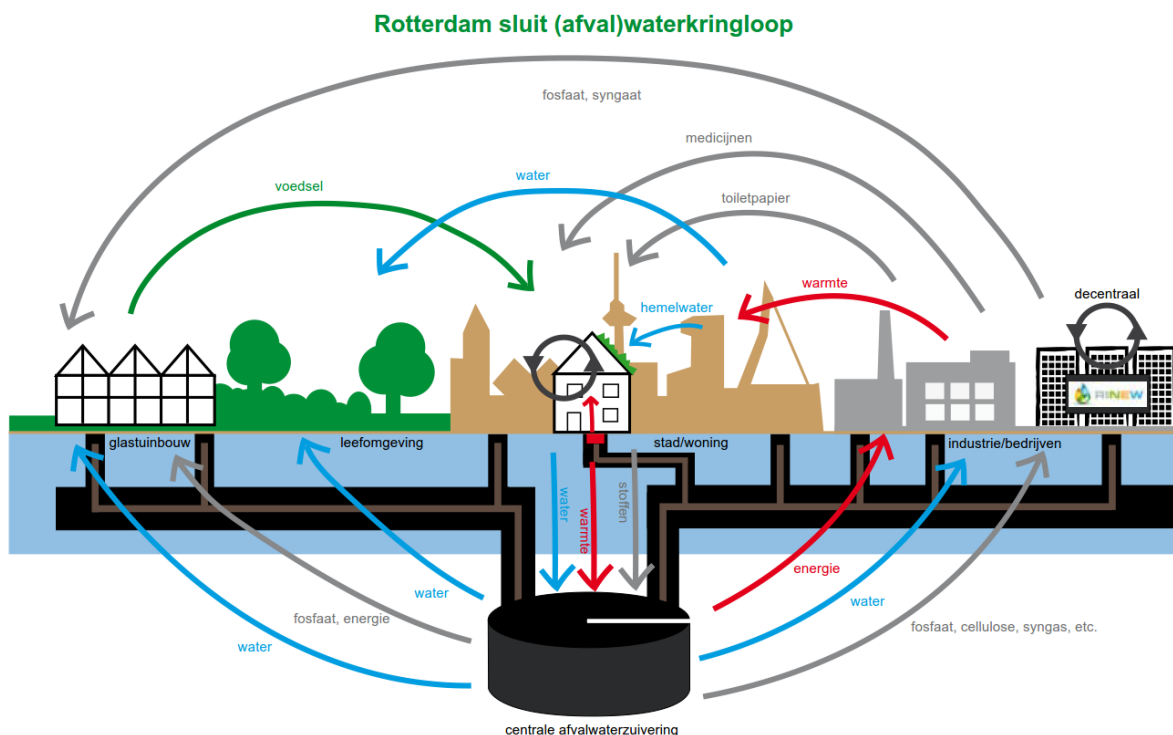 Rotterdam sluit (afval)waterkringloop
fosfaat, syngaat
medicijnen
voedsel
water
toiletpapier
warmte
decentraal
hemelwater
RINEW
glastuinbouw
leefomgeving
stad/woning
industrie/bedrijven
water
warmte
stoffen
energie
water
water
fosfaat, energie
fosfaat, cellulose, syngas, etc.
water
centrale afvalwaterzuivering